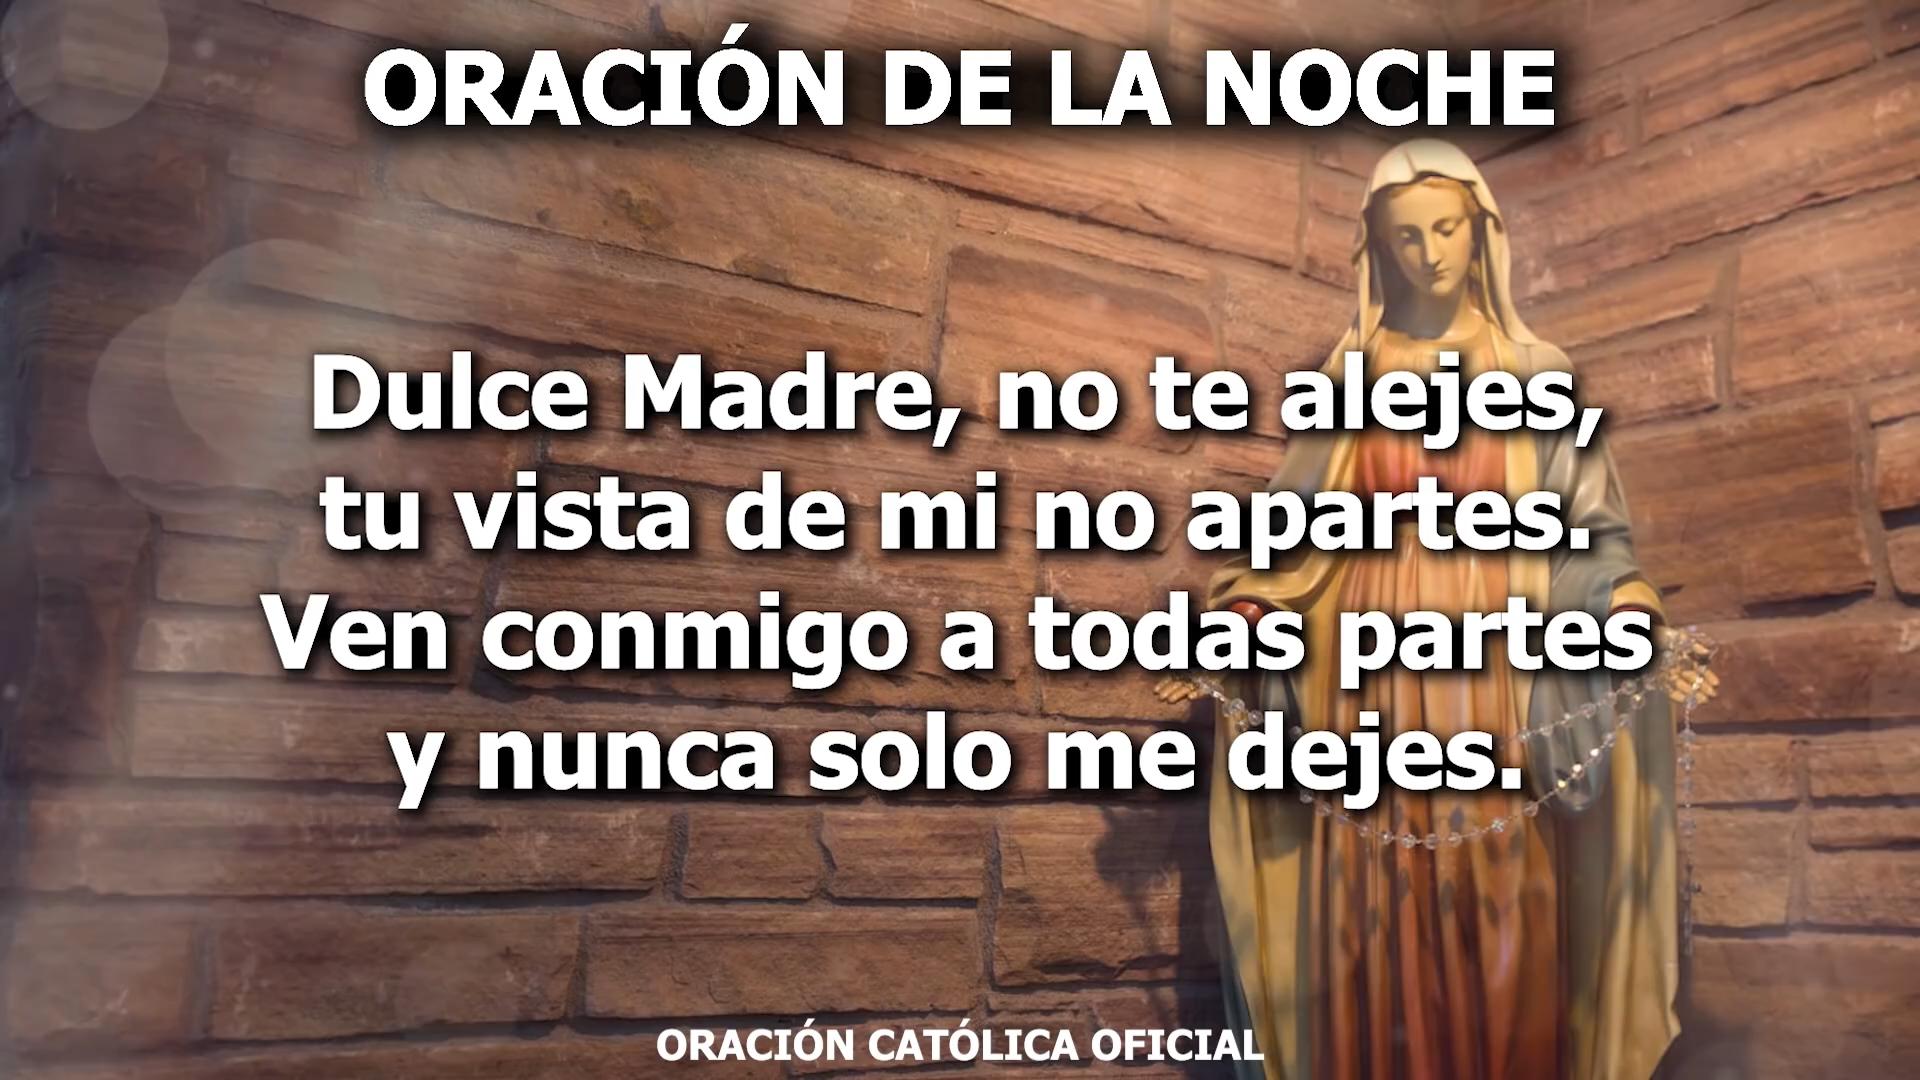 ORACIÓN DE LA NOCHE
Dulce Madre, no te alejes,
tu vista de mi no apartes.
Ven conmigo a todas partes
y nunca solo me dejes.
ORACIÓN CATÓLICA OFICIAL